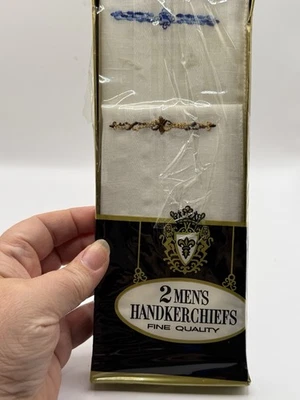 2 MEN'S
HANDKERCHIEFS
FINE QUALITY